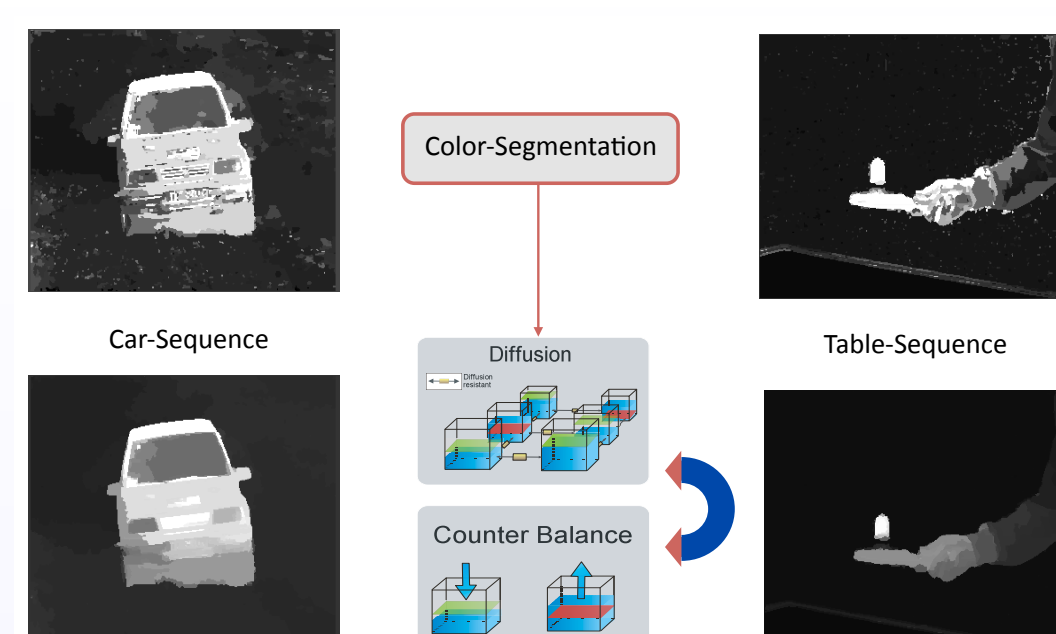 Color-Segmentation
Car-Sequence
Table-Sequence
Diffusion
Diffusion
resistant
Counter Balance